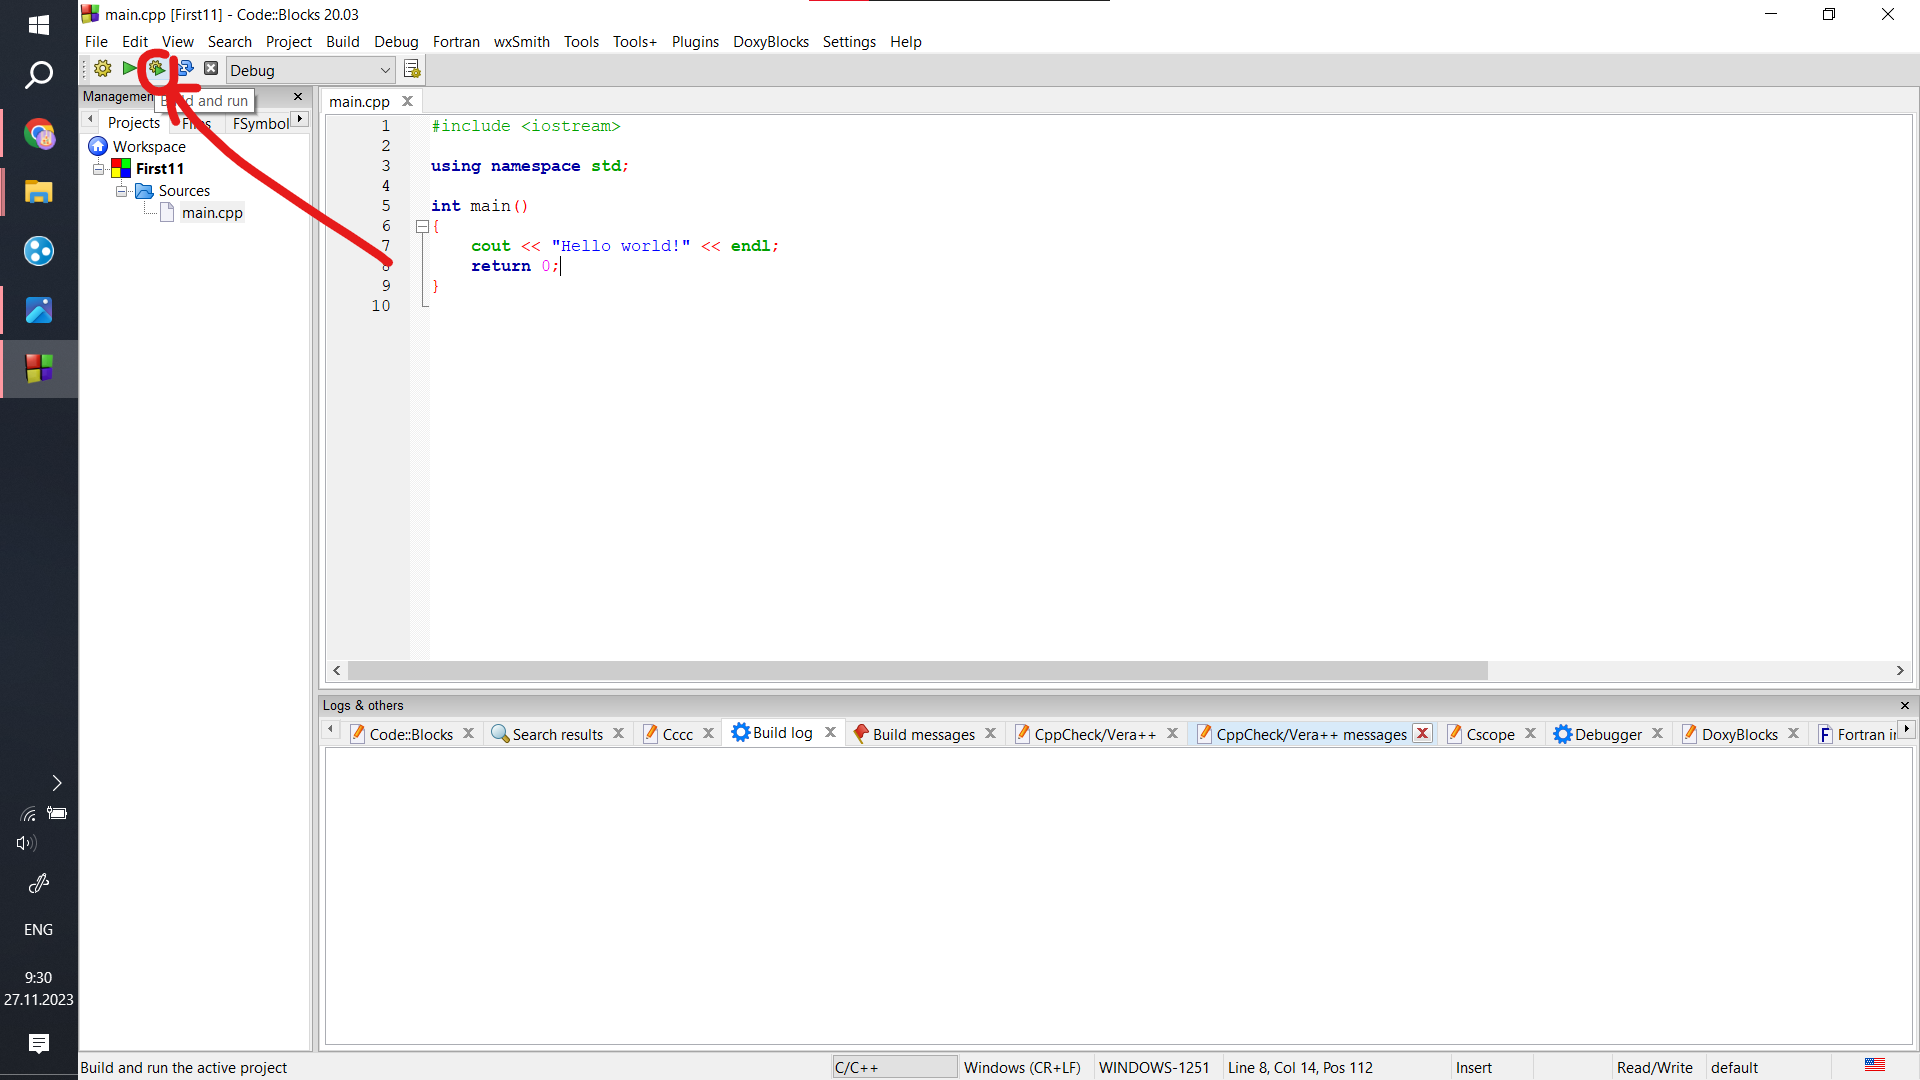 main.cpp [First11] - Code::Blocks 20.03
File Edit View Search Project Build Debug Fortran wxSmith Tools Tools+ Plugins DoxyBlocks Settings Help
Debug
Management
and run
main.cpp
Projects Files FSymbol
Workspace
First11
Sources
main.cpp
1 #include <iostream>
2
3 using namespace std;
4
5 int main()
6 {
7 cout << "Hello world!" << endl;
8 return 0;
9 }
10
Logs & others
Code::Blocks Search results Cccc Build log Build messages CppCheck/Vera++ CppCheck/Vera++ messages Cscope Debugger DoxyBlocks Fortran i
ENG
9:30
27.11.2023
Build and run the active project C/C++ Windows (CR+LF) WINDOWS-1251 Line 8, Col 14, Pos 112 Insert Read/Write default